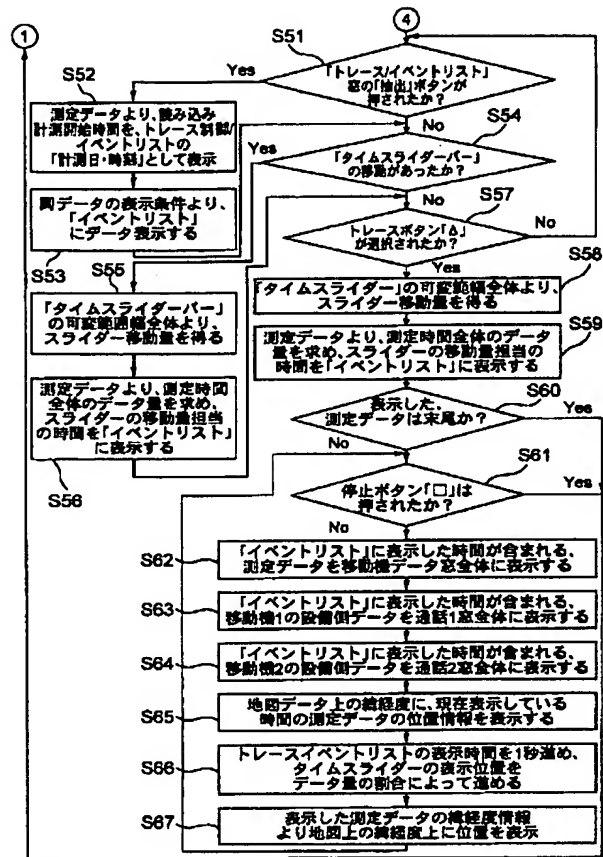 1
4
S51
「トレース/イベントリスト」
窓の「抽出」ボタンが
押されたか？
Yes
No
S52
測定データより、読み込み
計測開始時間を、トレース制御/
イベントリストの
「計測日・時刻」として表示
S53
同データの表示条件より、
「イベントリスト」
にデータ表示する
S54
「タイムスライダーバー」
の移動があったか？
Yes
No
S55
「タイムスライダーバー」
の可変範囲幅全体より、
スライダー移動量を得る
S56
測定データより、測定時間
全体のデータ量を求め、
スライダーの移動量担当
の時間を「イベントリスト」
に表示する
S57
トレースボタン「Δ」
が選択されたか？
No
Yes
S58
「タイムスライダー」の可変範幅全体より、
スライダー移動量を得る
S59
測定データより、測定時間全体のデータ
量を求め、スライダーの移動量担当の
時間を「イベントリスト」に表示する
S60
表示した、
測定データは末尾か？
Yes
No
S61
停止ボタン「□」は
押されたか？
Yes
No
S62
「イベントリスト」に表示した時間が含まれる、
測定データを移動機データ窓全体に表示する
S63
「イベントリスト」に表示した時間が含まれる、
移動機1の設備側データを通話1窓全体に表示する
S64
「イベントリスト」に表示した時間が含まれる、
移動機2の設備側データを通話2窓全体に表示する
S65
地図データ上の緯経度に、現在表示している
時間の測定データの位置情報を表示する
S66
トレースイベントリストの表示時間を1秒進め、
タイムスライダーの表示位置を
データ量の割合によって進める
S67
表示した測定データの緯経度情報
より地図上の緯経度上に位置を表示